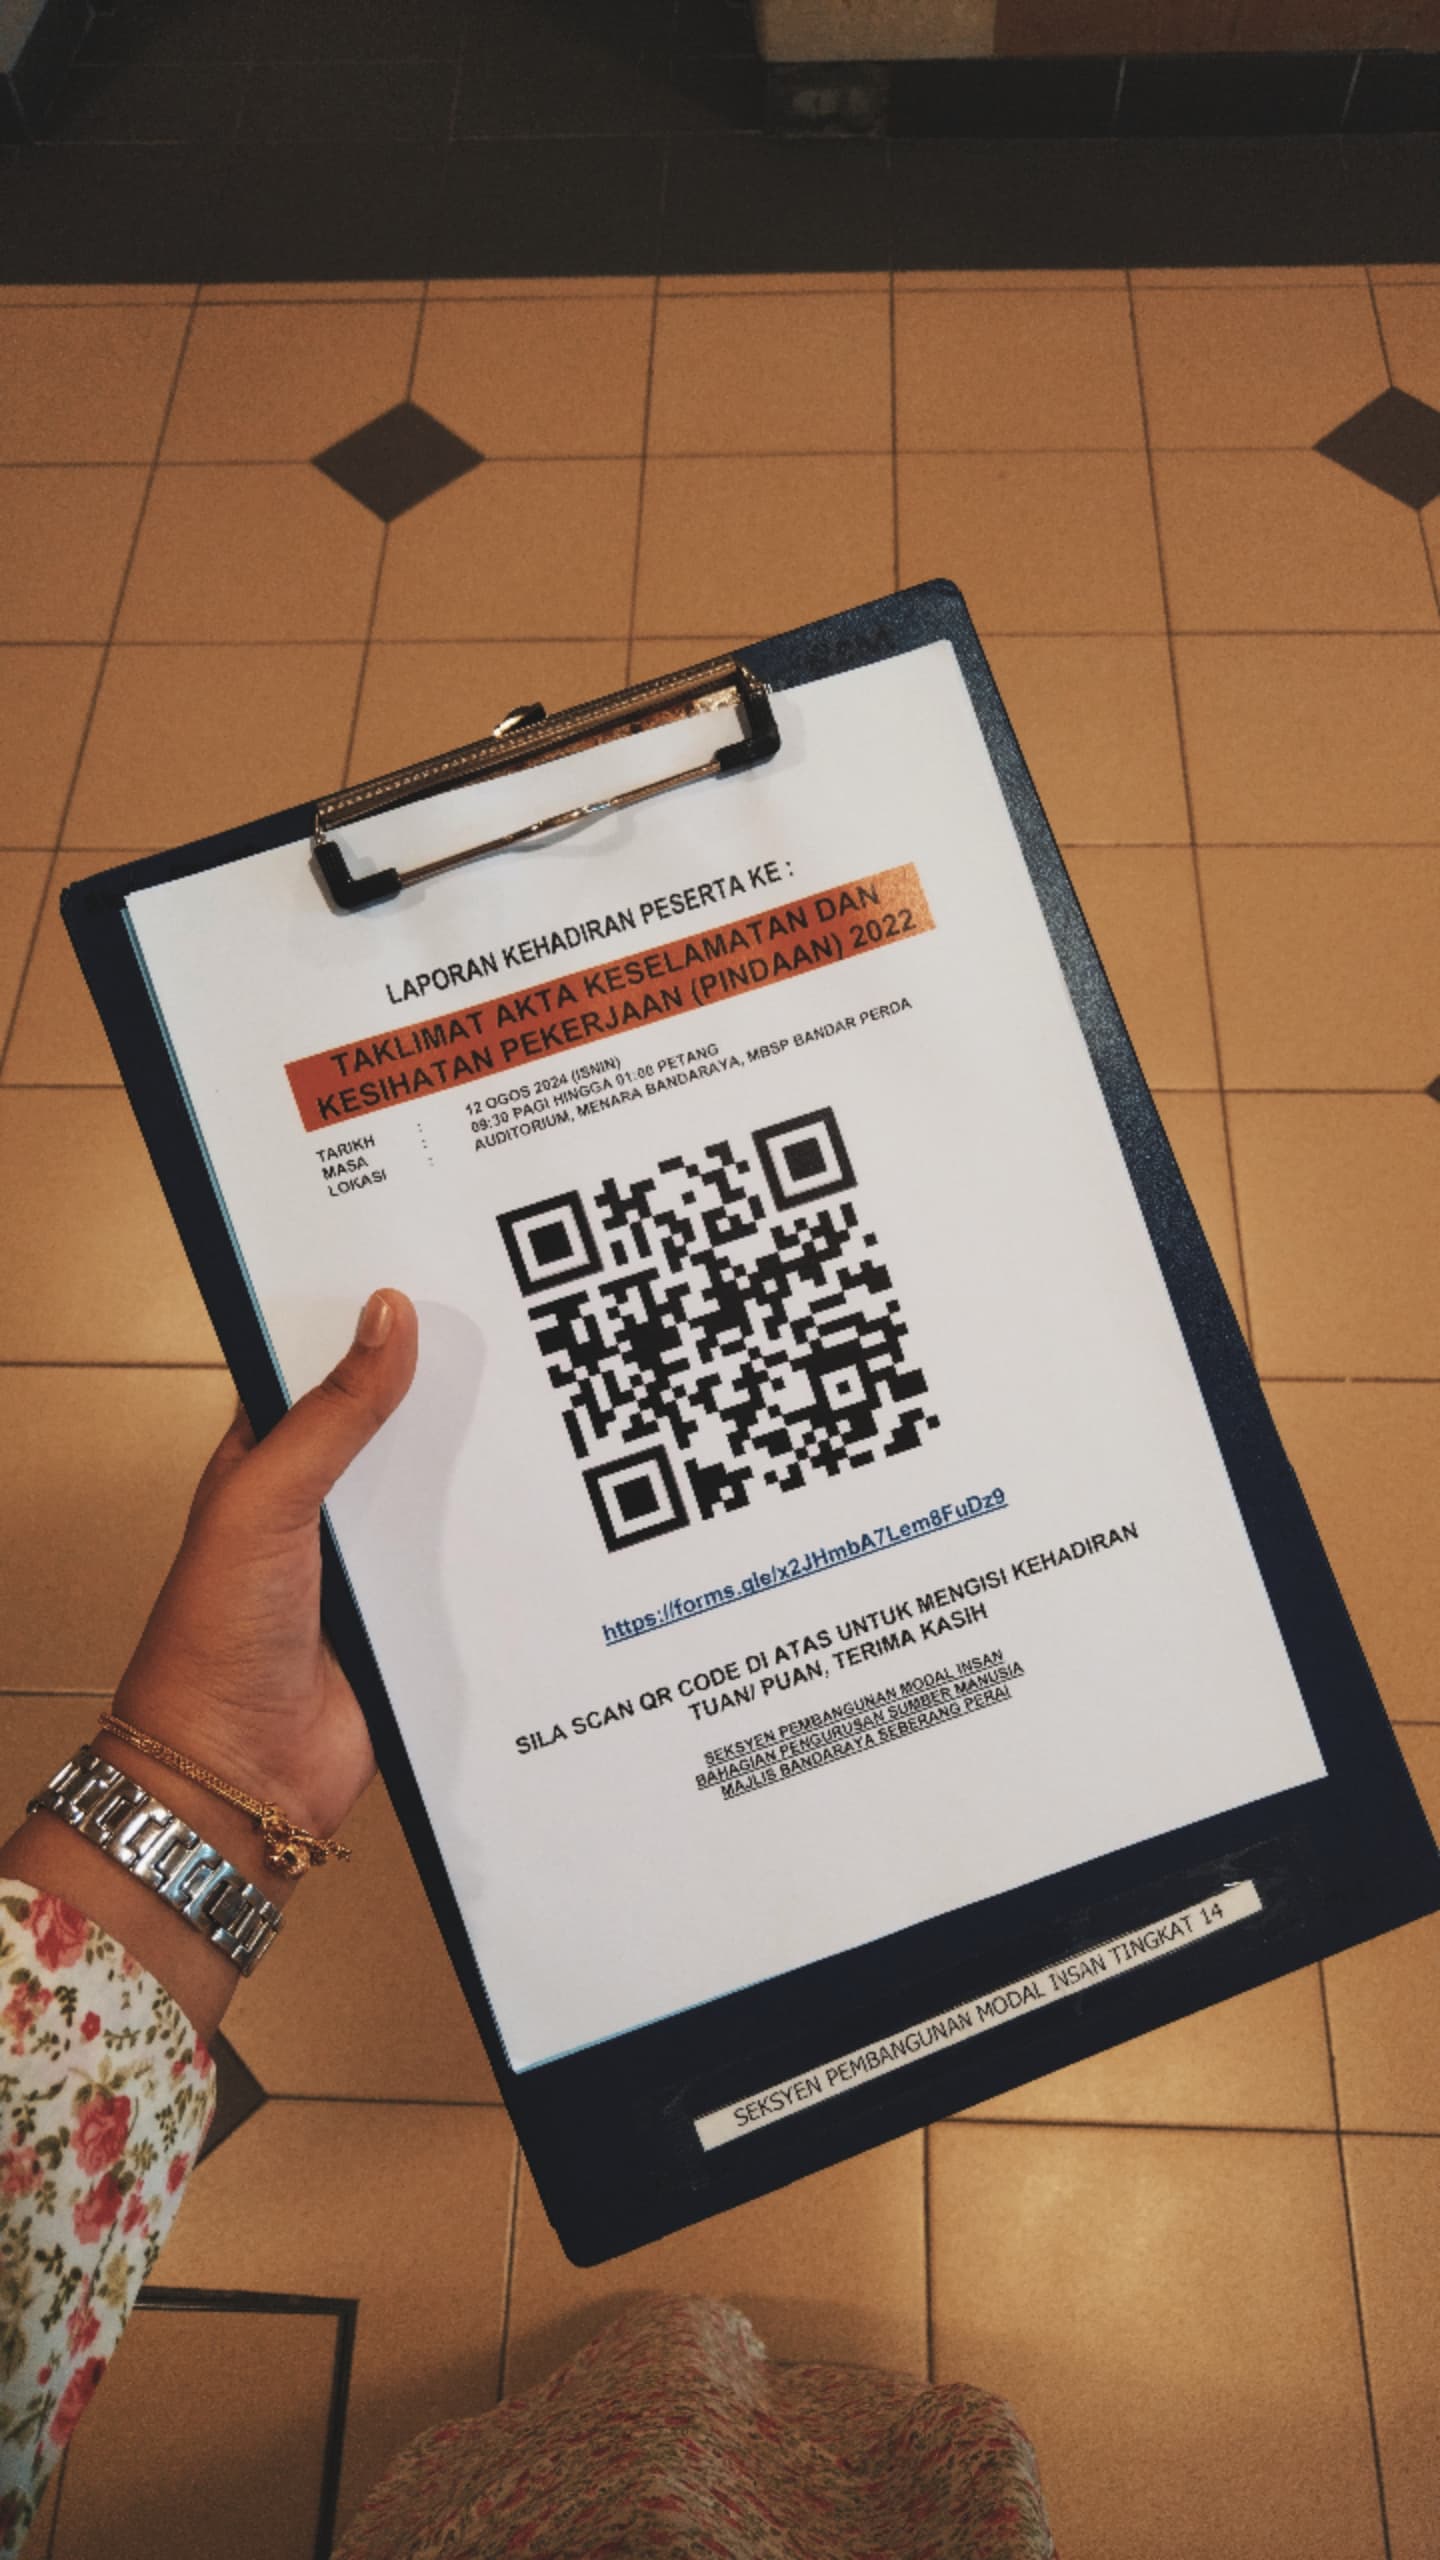 LAPORAN KEHADIRAN PESERTA KE :
TAKLIMAT AKTA KESELAMATAN DAN
KESIHATAN PEKERJAAN (PINDAAN) 2022
TARIKH : 12 OGOS 2024 (ISNIN)
MASA : 09:30 PAGI HINGGA 01:00 PETANG
LOKASI : AUDITORIUM, MENARA BANDARAYA, MBSP BANDAR PERDA
https://forms.gle/x2JHmbA7Lem8FuDz9
SILA SCAN QR CODE DI ATAS UNTUK MENGISI KEHADIRAN
TUAN/ PUAN, TERIMA KASIH
SEKSYEN PEMBANGUNAN MODAL INSAN
BAHAGIAN PENGURUSAN SUMBER MANUSIA
MAJLIS BANDARAYA SEBERANG PERAI
SEKSYEN PEMBANGUNAN MODAL INSAN TINGKAT 14